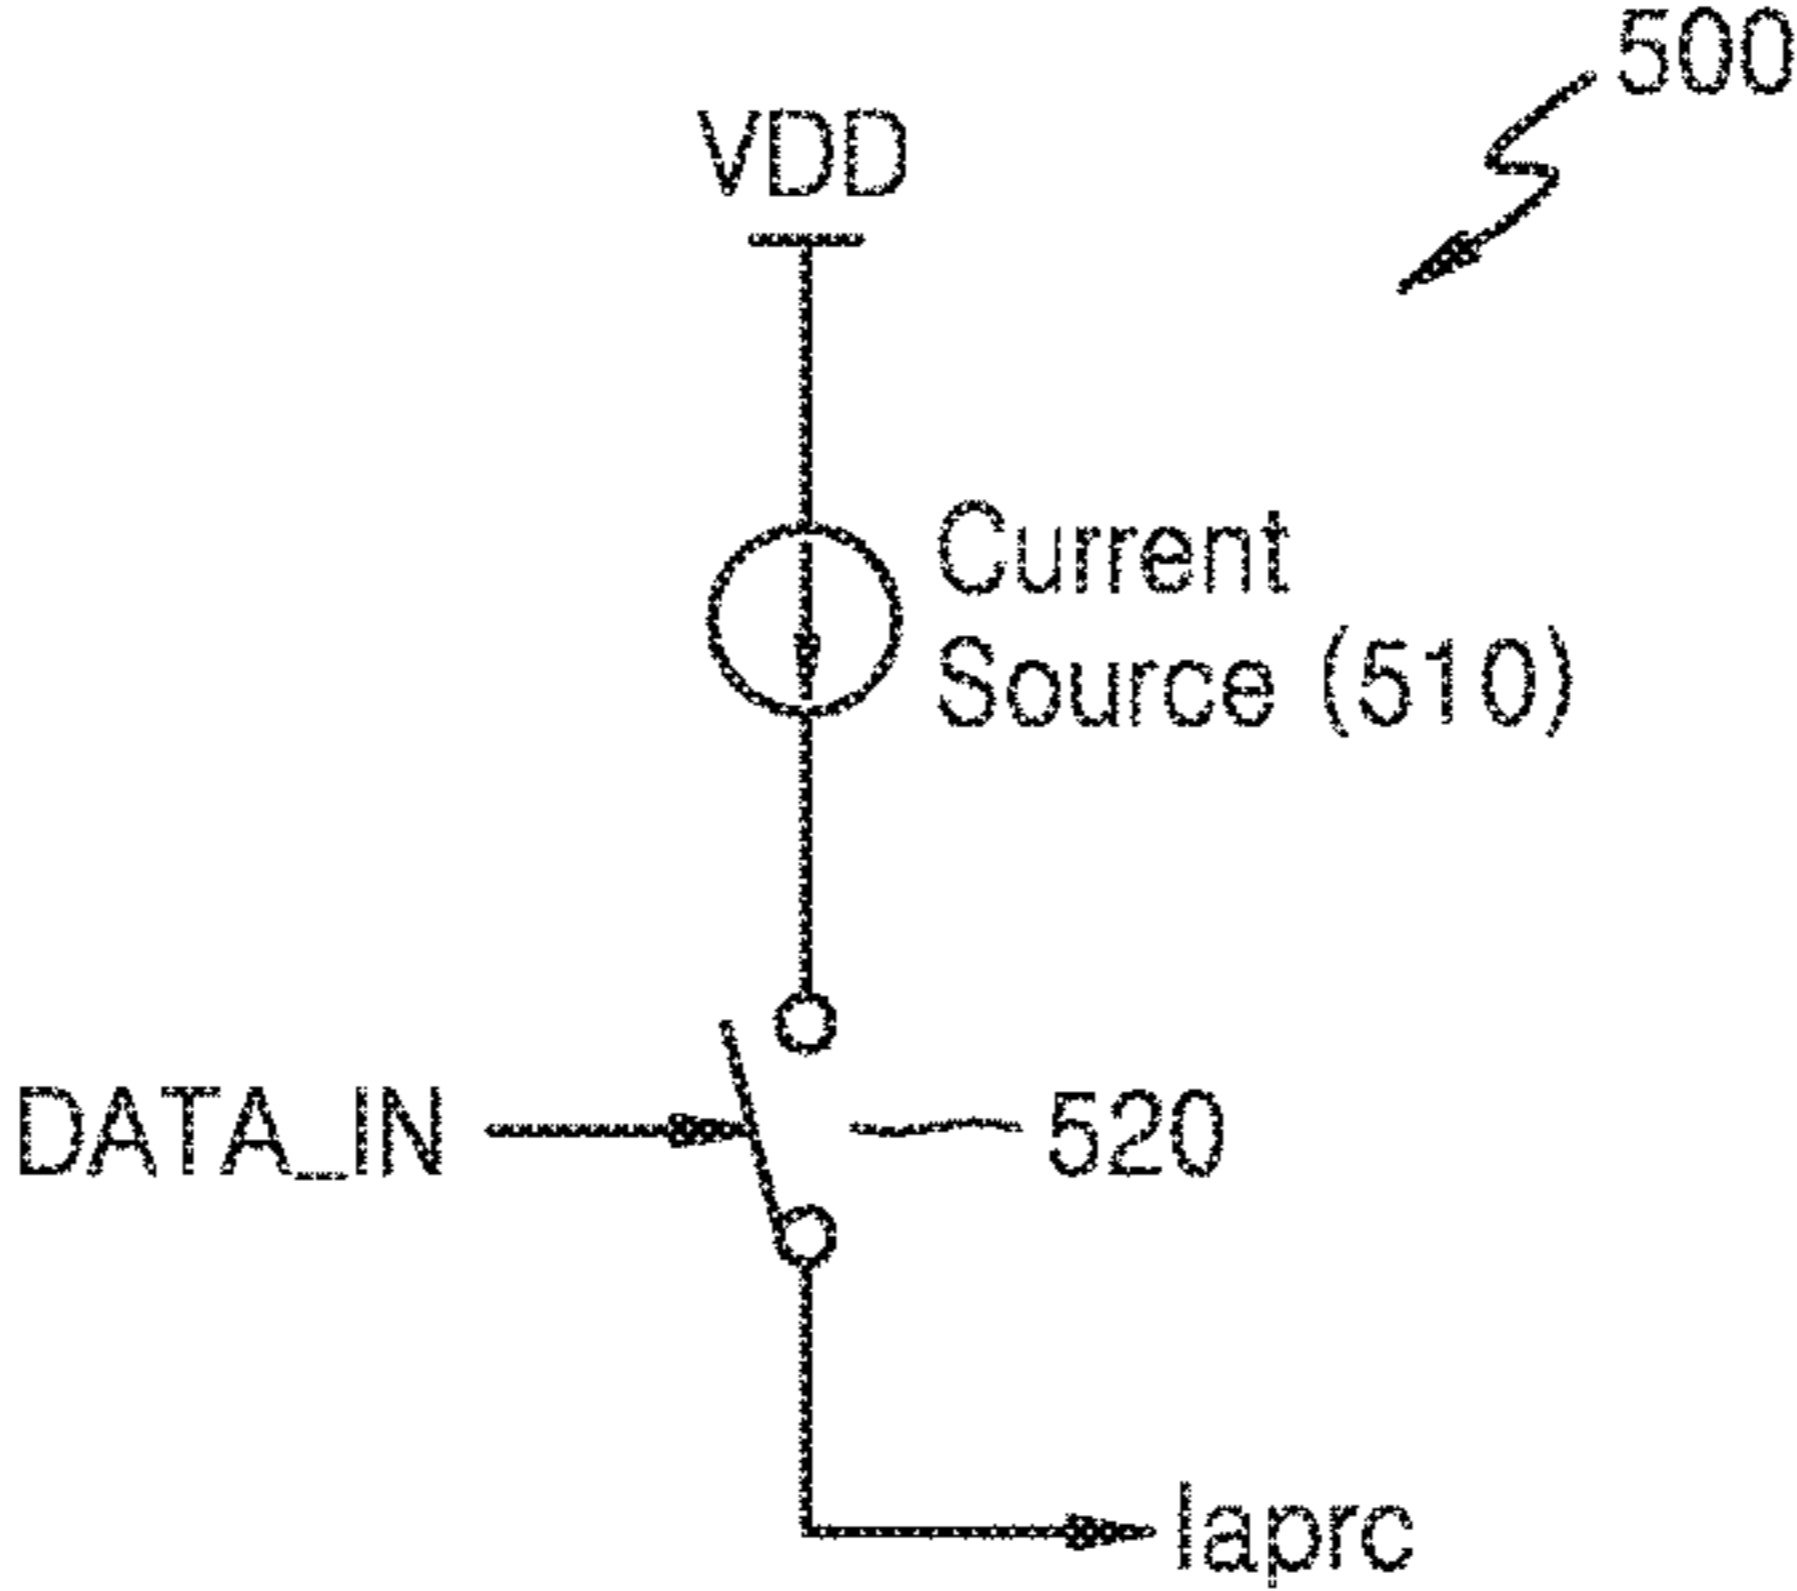 500
VDD
Current
Source (510)
DATA_IN
520
Iaprc